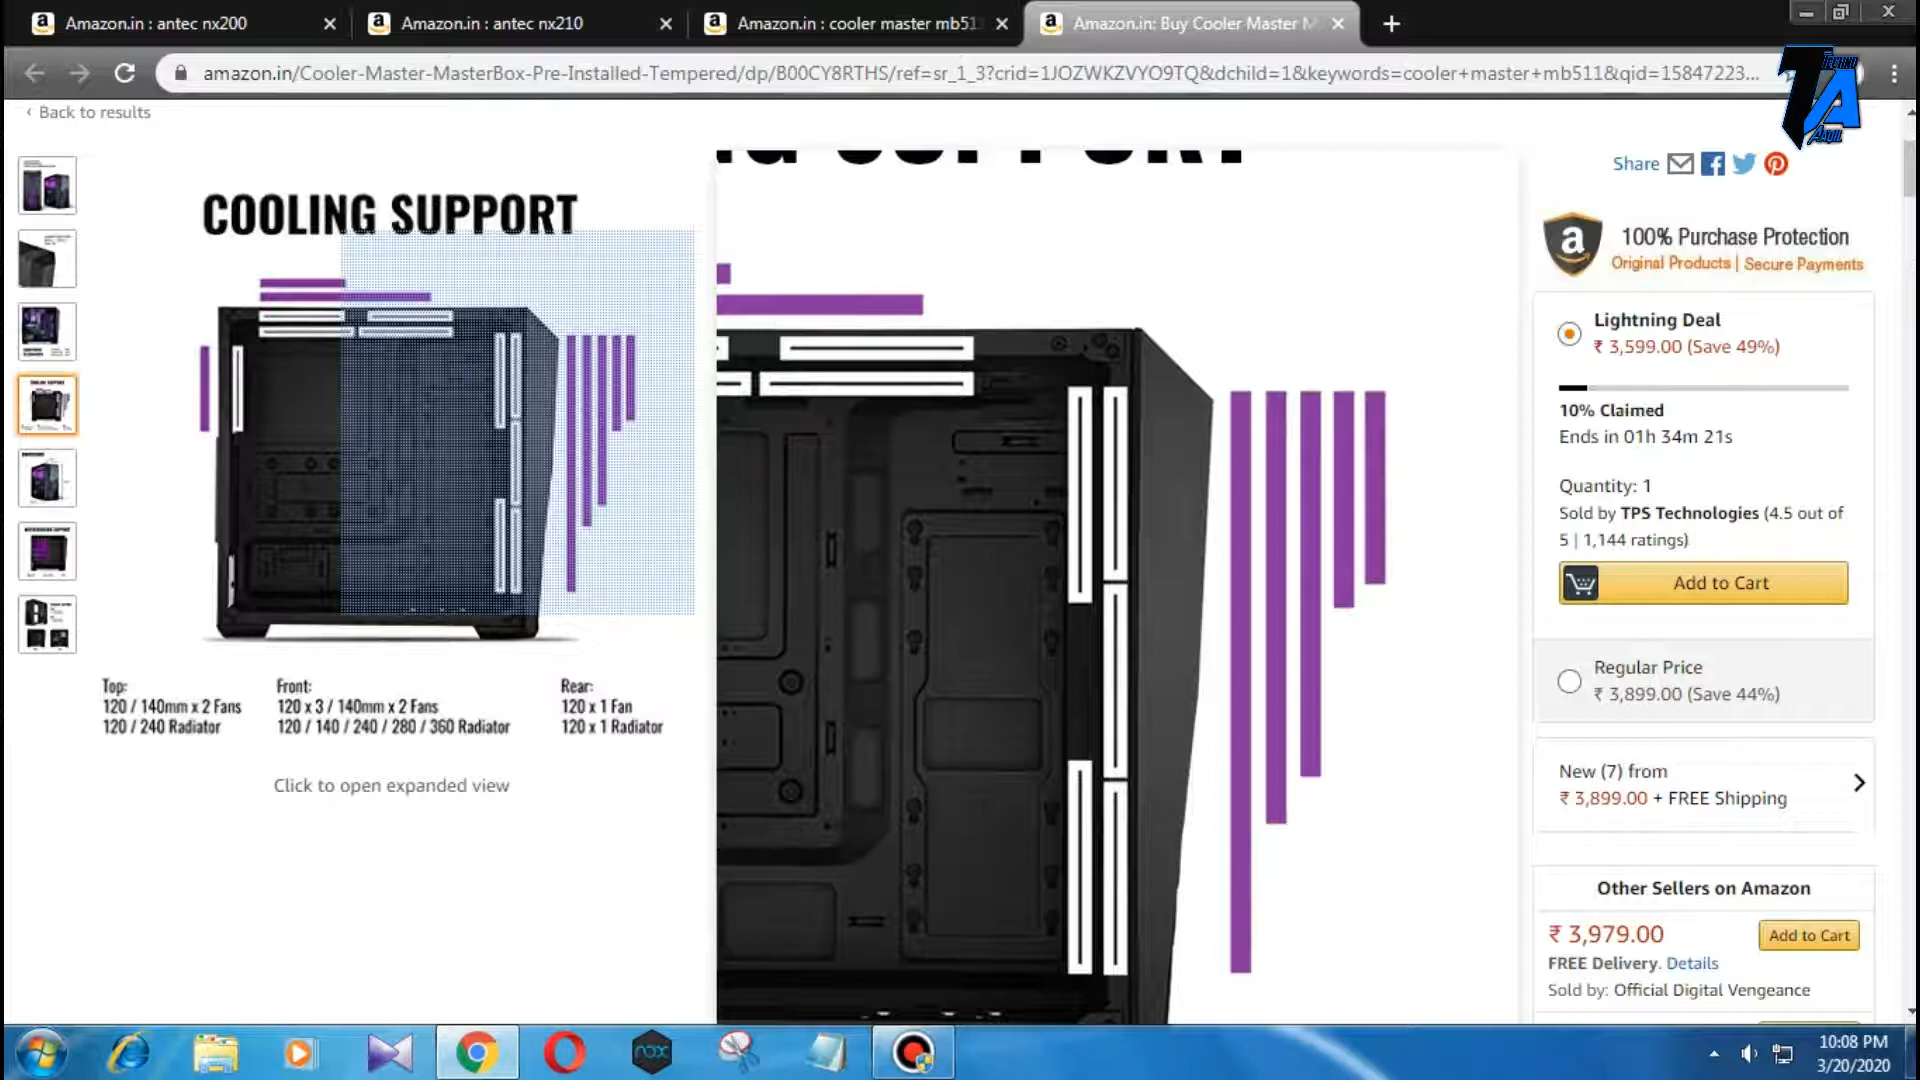 Amazon.in : antec nx200
Amazon.in : antec nx210
Amazon.in : cooler master mb51
Amazon.in: Buy Cooler Master M
amazon.in/Cooler-Master-MasterBox-Pre-Installed-Tempered/dp/B00CY8RTHS/ref=sr_1_3?crid=1JOZWKZVYO9TQ&dchild=1&keywords=cooler+master+mb511&qid=15847223...
TECHNO
TA
AAQIL
‹ Back to results
COOLING SUPPORT
Top:
120 / 140mm x 2 Fans
120 / 240 Radiator
Front:
120 x 3 / 140mm x 2 Fans
120 / 140 / 240 / 280 / 360 Radiator
Rear:
120 x 1 Fan
120 x 1 Radiator
Click to open expanded view
Share
100% Purchase Protection
Original Products | Secure Payments
Lightning Deal
₹ 3,599.00 (Save 49%)
10% Claimed
Ends in 01h 34m 21s
Quantity: 1
Sold by TPS Technologies (4.5 out of
5 | 1,144 ratings)
Add to Cart
Regular Price
₹ 3,899.00 (Save 44%)
New (7) from
₹ 3,899.00 + FREE Shipping
Other Sellers on Amazon
₹ 3,979.00
Add to Cart
FREE Delivery. Details
Sold by: Official Digital Vengeance
nox
10:08 PM
3/20/2020